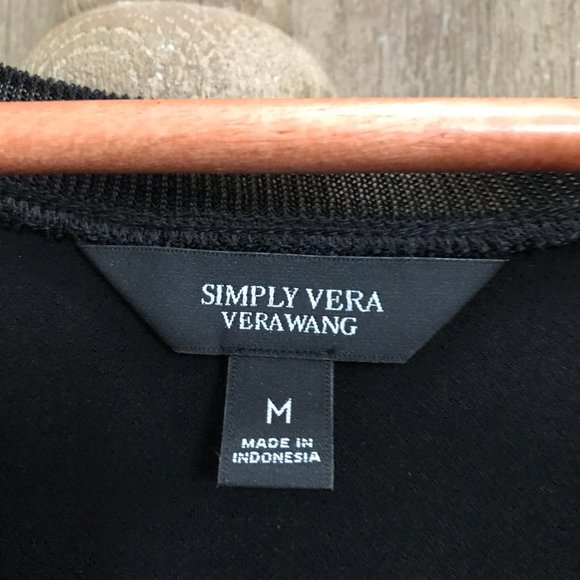 SIMPLY VERA
VERAWANG
M
MADE IN
INDONESIA